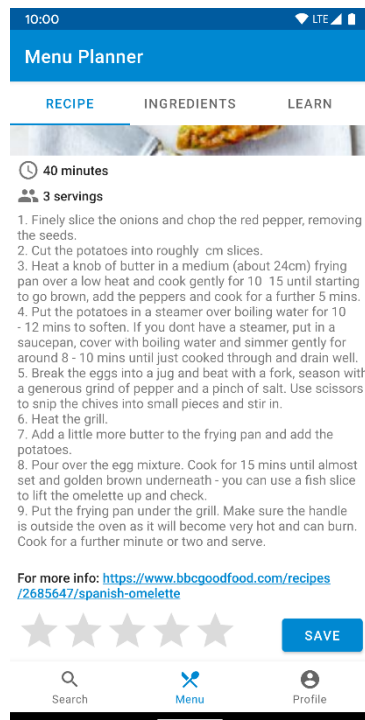 10:00
LTE
Menu Planner
RECIPE INGREDIENTS LEARN
40 minutes
3 servings
1. Finely slice the onions and chop the red pepper, removing
the seeds.
2. Cut the potatoes into roughly  cm slices.
3. Heat a knob of butter in a medium (about 24cm) frying
pan over a low heat and cook gently for 10  15 until starting
to go brown, add the peppers and cook for a further 5 mins.
4. Put the potatoes in a steamer over boiling water for 10
- 12 mins to soften. If you dont have a steamer, put in a
saucepan, cover with boiling water and simmer gently for
around 8 - 10 mins until just cooked through and drain well.
5. Break the eggs into a jug and beat with a fork, season with
a generous grind of pepper and a pinch of salt. Use scissors
to snip the chives into small pieces and stir in.
6. Heat the grill.
7. Add a little more butter to the frying pan and add the
potatoes.
8. Pour over the egg mixture. Cook for 15 mins until almost
set and golden brown underneath - you can use a fish slice
to lift the omelette up and check.
9. Put the frying pan under the grill. Make sure the handle
is outside the oven as it will become very hot and can burn.
Cook for a further minute or two and serve.
For more info: https://www.bbcgoodfood.com/recipes
/2685647/spanish-omelette
SAVE
Search Menu Profile